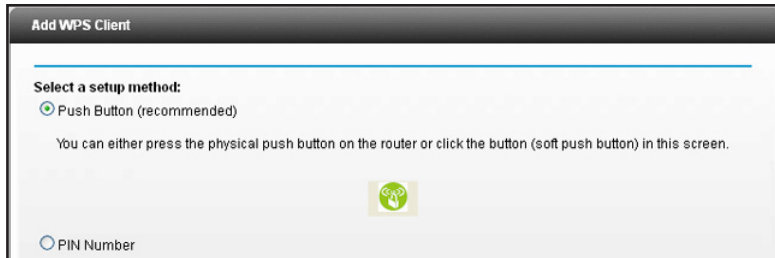 Add WPS Client
Select a setup method:
Push Button (recommended)
You can either press the physical push button on the router or click the button (soft push button) in this screen.
PIN Number